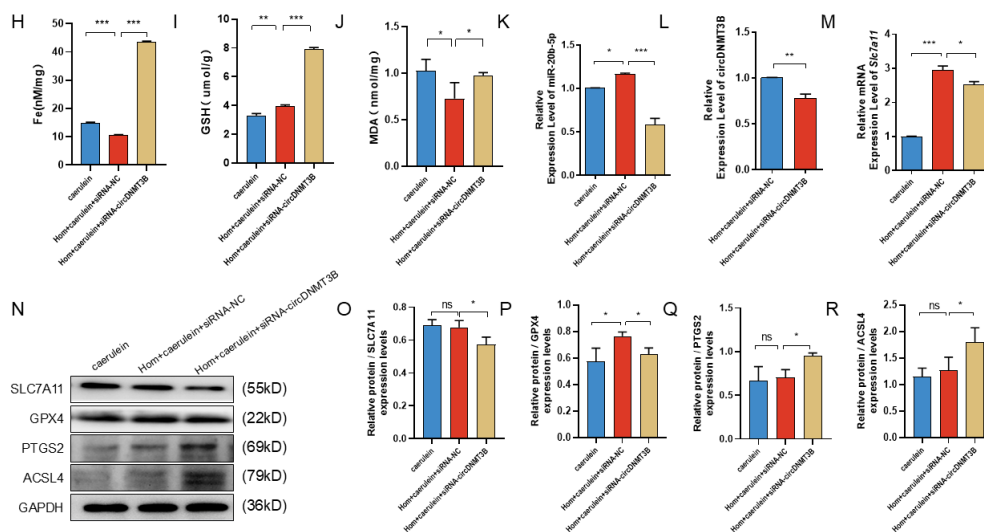 H
Fe(nM/mg)
50
40
30
20
10
0
***
***
caerulein
Hom+caerulein+siRNA-NC
Hom+caerulein+siRNA-circDNMT3B
I
GSH ( umol/g)
10
8
6
4
2
0
**
***
caerulein
Hom+caerulein+siRNA-NC
Hom+caerulein+siRNA-circDNMT3B
J
MDA ( nmol/mg)
1.5
1.0
0.5
0.0
*
*
caerulein
Hom+caerulein+siRNA-NC
Hom+caerulein+siRNA-circDNMT3B
K
Relative
Expression Level of miR-20b-5p
2.0
1.5
1.0
0.5
0.0
*
***
caerulein
Hom+caerulein+siRNA-NC
Hom+caerulein+siRNA-circDNMT3B
L
Relative
Expression Level of circDNMT3B
1.5
1.0
0.5
0.0
**
Hom+caerulein+siRNA-NC
Hom+caerulein+siRNA-circDNMT3B
M
Relative mRNA
Expression Level of Slc7a11
4
3
2
1
0
***
*
caerulein
Hom+caerulein+siRNA-NC
Hom+caerulein+siRNA-circDNMT3B
N
caerulein
Hom+caerulein+siRNA-NC
Hom+caerulein+siRNA-circDNMT3B
SLC7A11 (55kD)
GPX4 (22kD)
PTGS2 (69kD)
ACSL4 (79kD)
GAPDH (36kD)
O
Relative protein / SLC7A11
expression levels
0.8
0.6
0.4
0.2
0.0
ns
*
caerulein
Hom+caerulein+siRNA-NC
Hom+caerulein+siRNA-circDNMT3B
P
Relative protein / GPX4
expression levels
1.0
0.8
0.6
0.4
0.2
0.0
*
*
caerulein
Hom+caerulein+siRNA-NC
Hom+caerulein+siRNA-circDNMT3B
Q
Relative protein / PTGS2
expression levels
1.5
1.0
0.5
0.0
ns
*
caerulein
Hom+caerulein+siRNA-NC
Hom+caerulein+siRNA-circDNMT3B
R
Relative protein / ACSL4
expression levels
2.5
2.0
1.5
1.0
0.5
0.0
ns
*
caerulein
Hom+caerulein+siRNA-NC
Hom+caerulein+siRNA-circDNMT3B